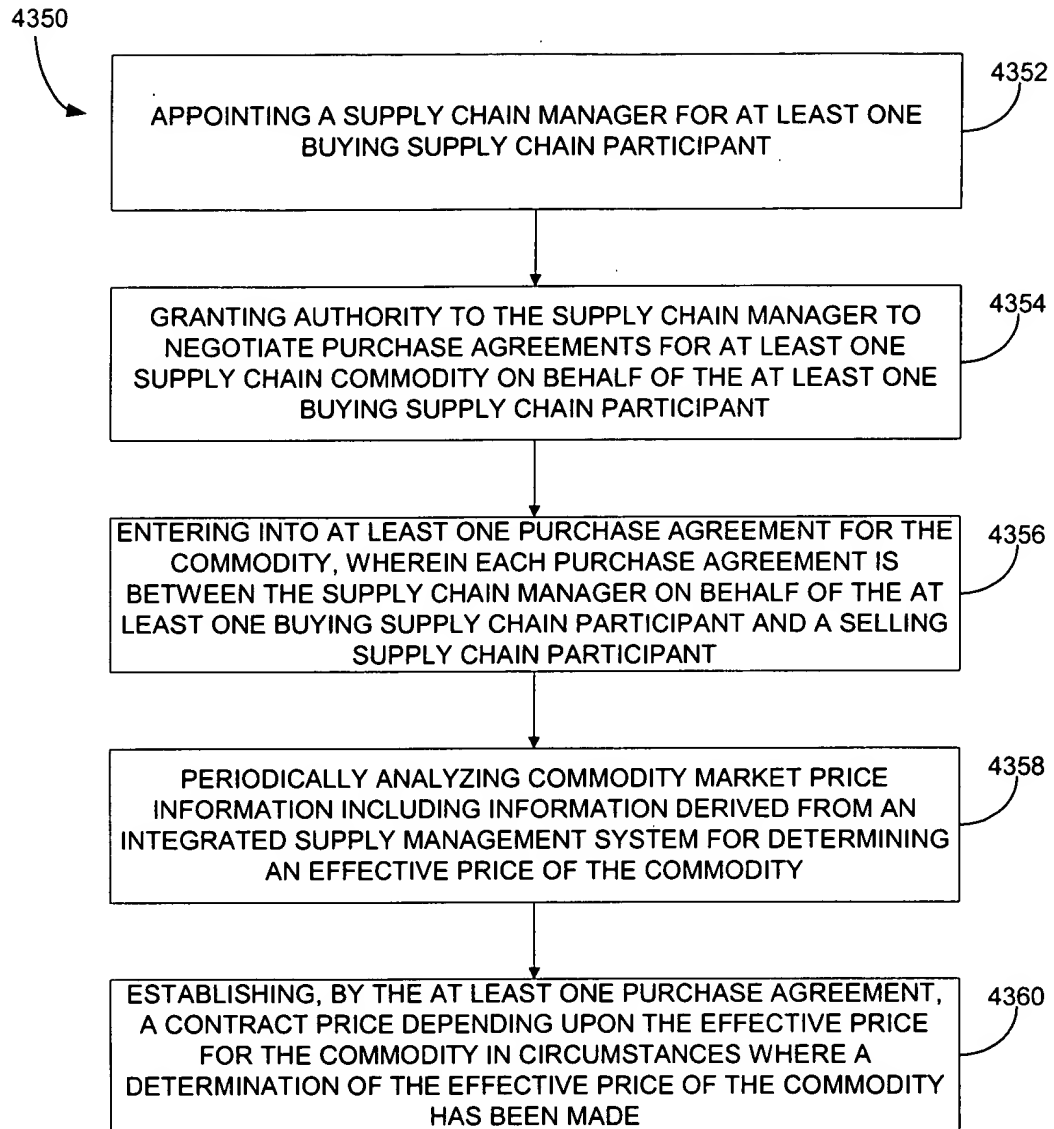 4350
APPOINTING A SUPPLY CHAIN MANAGER FOR AT LEAST ONE
BUYING SUPPLY CHAIN PARTICIPANT
4352
GRANTING AUTHORITY TO THE SUPPLY CHAIN MANAGER TO
NEGOTIATE PURCHASE AGREEMENTS FOR AT LEAST ONE
SUPPLY CHAIN COMMODITY ON BEHALF OF THE AT LEAST ONE
BUYING SUPPLY CHAIN PARTICIPANT
4354
ENTERING INTO AT LEAST ONE PURCHASE AGREEMENT FOR THE
COMMODITY, WHEREIN EACH PURCHASE AGREEMENT IS
BETWEEN THE SUPPLY CHAIN MANAGER ON BEHALF OF THE AT
LEAST ONE BUYING SUPPLY CHAIN PARTICIPANT AND A SELLING
SUPPLY CHAIN PARTICIPANT
4356
PERIODICALLY ANALYZING COMMODITY MARKET PRICE
INFORMATION INCLUDING INFORMATION DERIVED FROM AN
INTEGRATED SUPPLY MANAGEMENT SYSTEM FOR DETERMINING
AN EFFECTIVE PRICE OF THE COMMODITY
4358
ESTABLISHING, BY THE AT LEAST ONE PURCHASE AGREEMENT,
A CONTRACT PRICE DEPENDING UPON THE EFFECTIVE PRICE
FOR THE COMMODITY IN CIRCUMSTANCES WHERE A
DETERMINATION OF THE EFFECTIVE PRICE OF THE COMMODITY
HAS BEEN MADE
4360